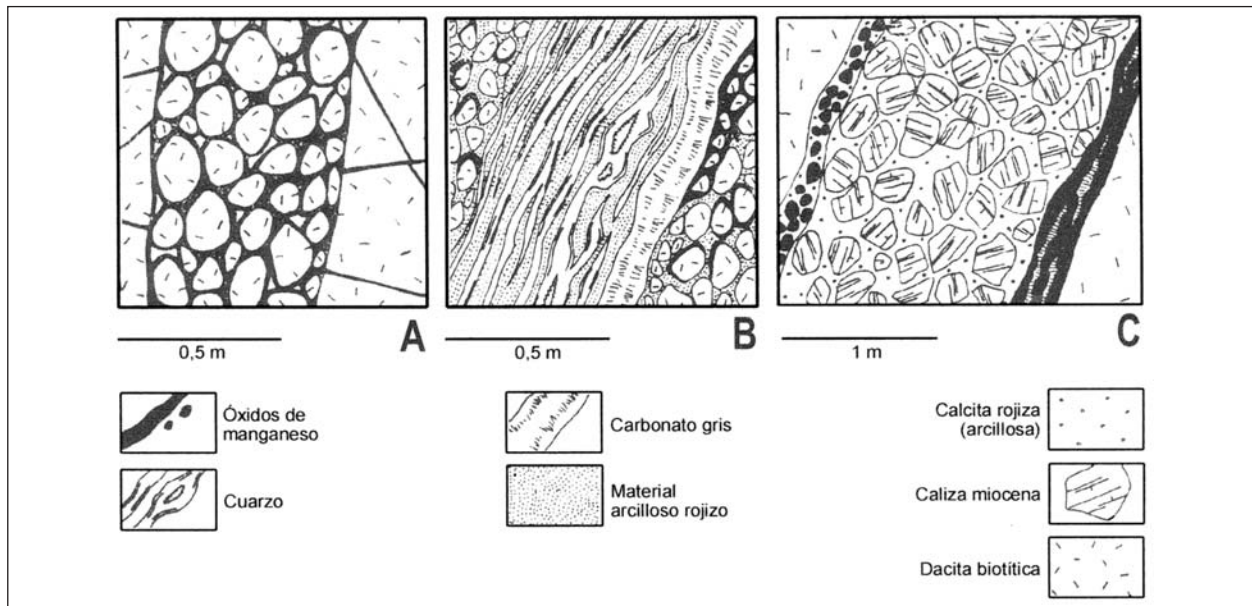 A
B
C
0,5 m
0,5 m
1 m
Óxidos de
manganeso
Cuarzo
Carbonato gris
Material
arcilloso rojizo
Calcita rojiza
(arcillosa)
Caliza miocena
Dacita biotítica